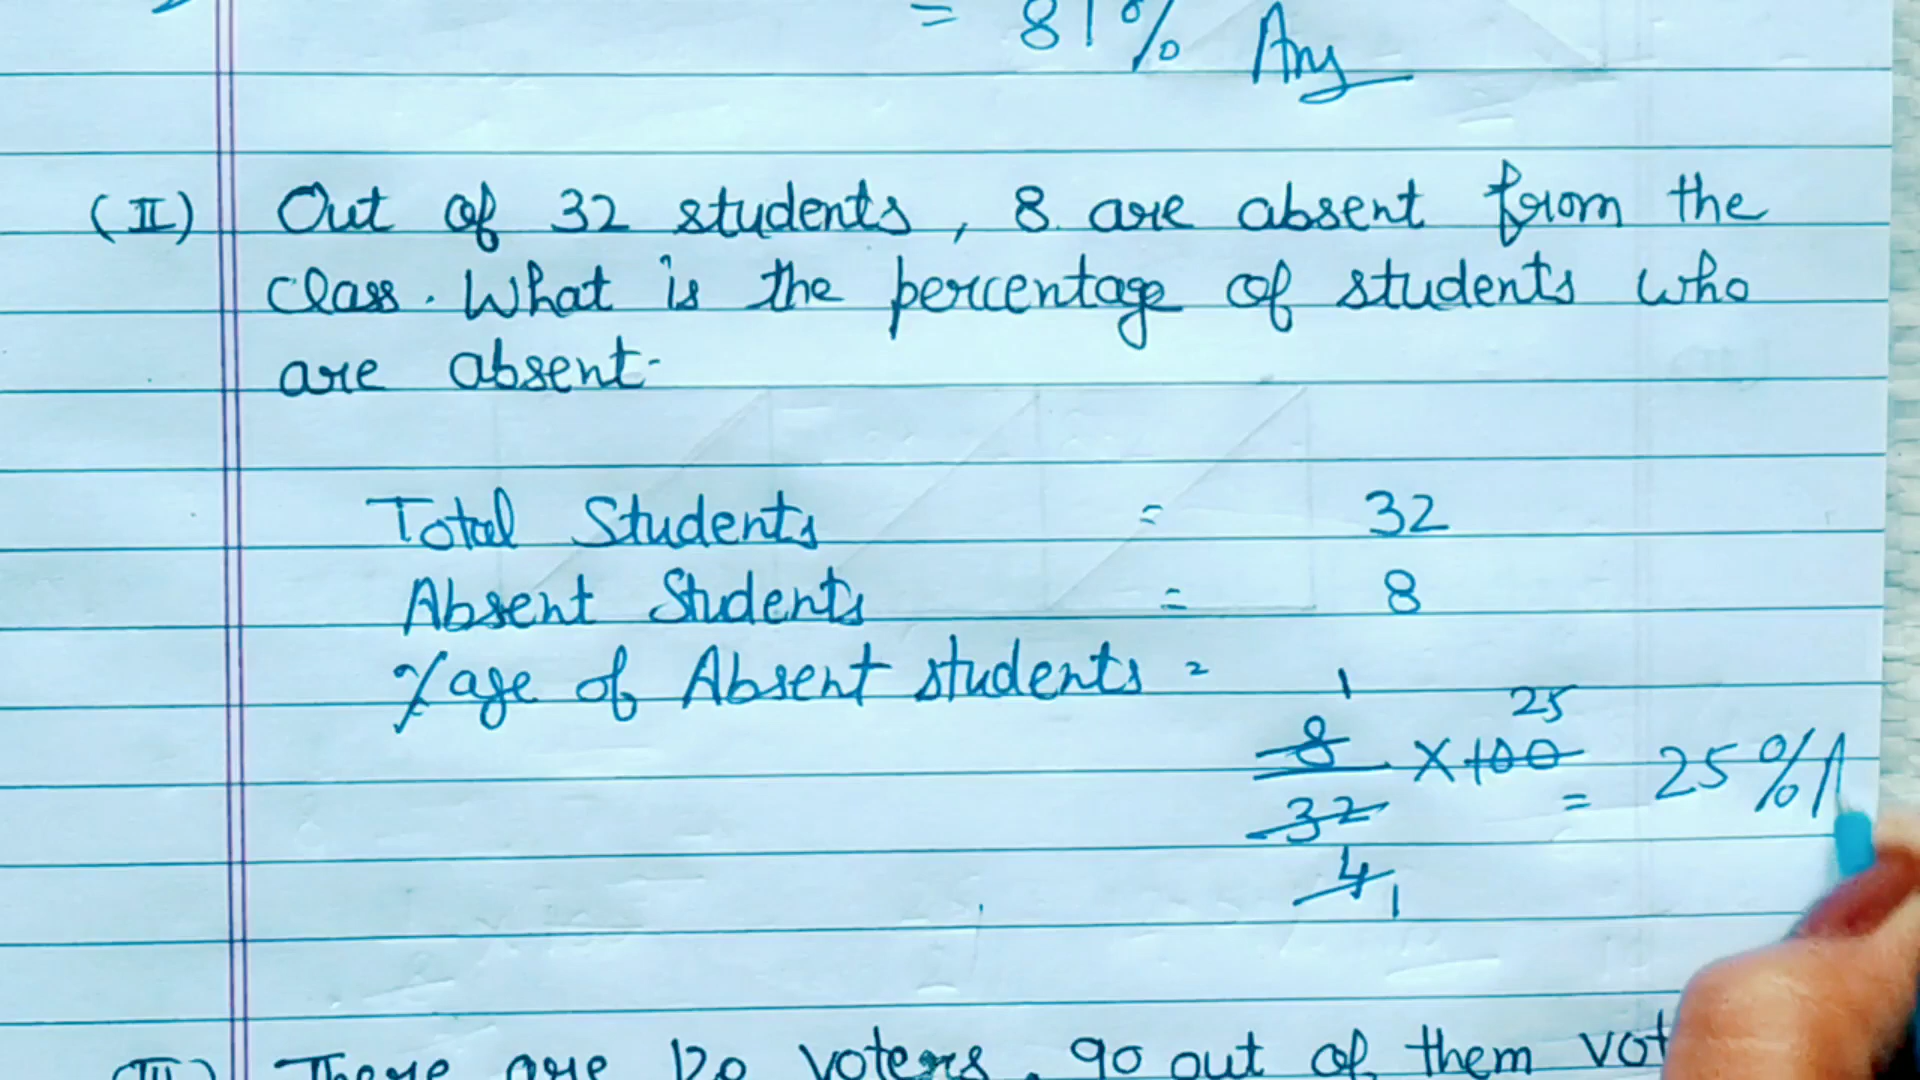 = 81% Ans
(II) Out of 32 students, 8 are absent from the
class. What is the percentage of students who
are absent.
Total Students = 32
Absent Students = 8
%age of Absent students =
1 25
8 × 100 = 25%
32
4 1
(III) There are 120 voters, 90 out of them vot